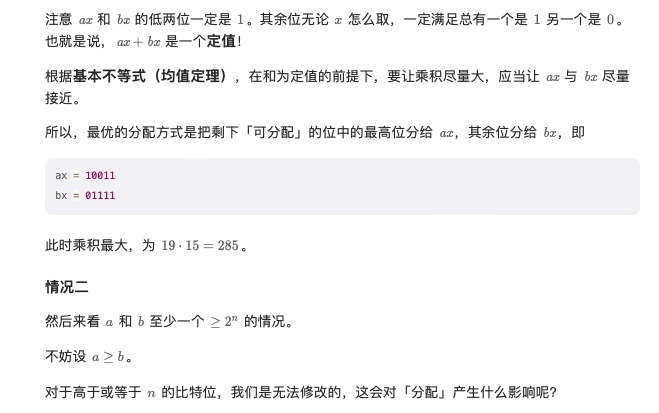 注意 ax 和 bx 的低两位一定是 1。其余位无论 x 怎么取，一定满足总有一个是 1 另一个是 0。
也就是说，ax + bx 是一个定值！
根据基本不等式（均值定理），在和为定值的前提下，要让乘积尽量大，应当让 ax 与 bx 尽量
接近。
所以，最优的分配方式是把剩下「可分配」的位中的最高位分给 ax，其余位分给 bx，即
ax = 10011
bx = 01111
此时乘积最大，为 19 · 15 = 285。
情况二
然后来看 a 和 b 至少一个 ≥ 2ⁿ 的情况。
不妨设 a ≥ b。
对于高于或等于 n 的比特位，我们是无法修改的，这会对「分配」产生什么影响呢？